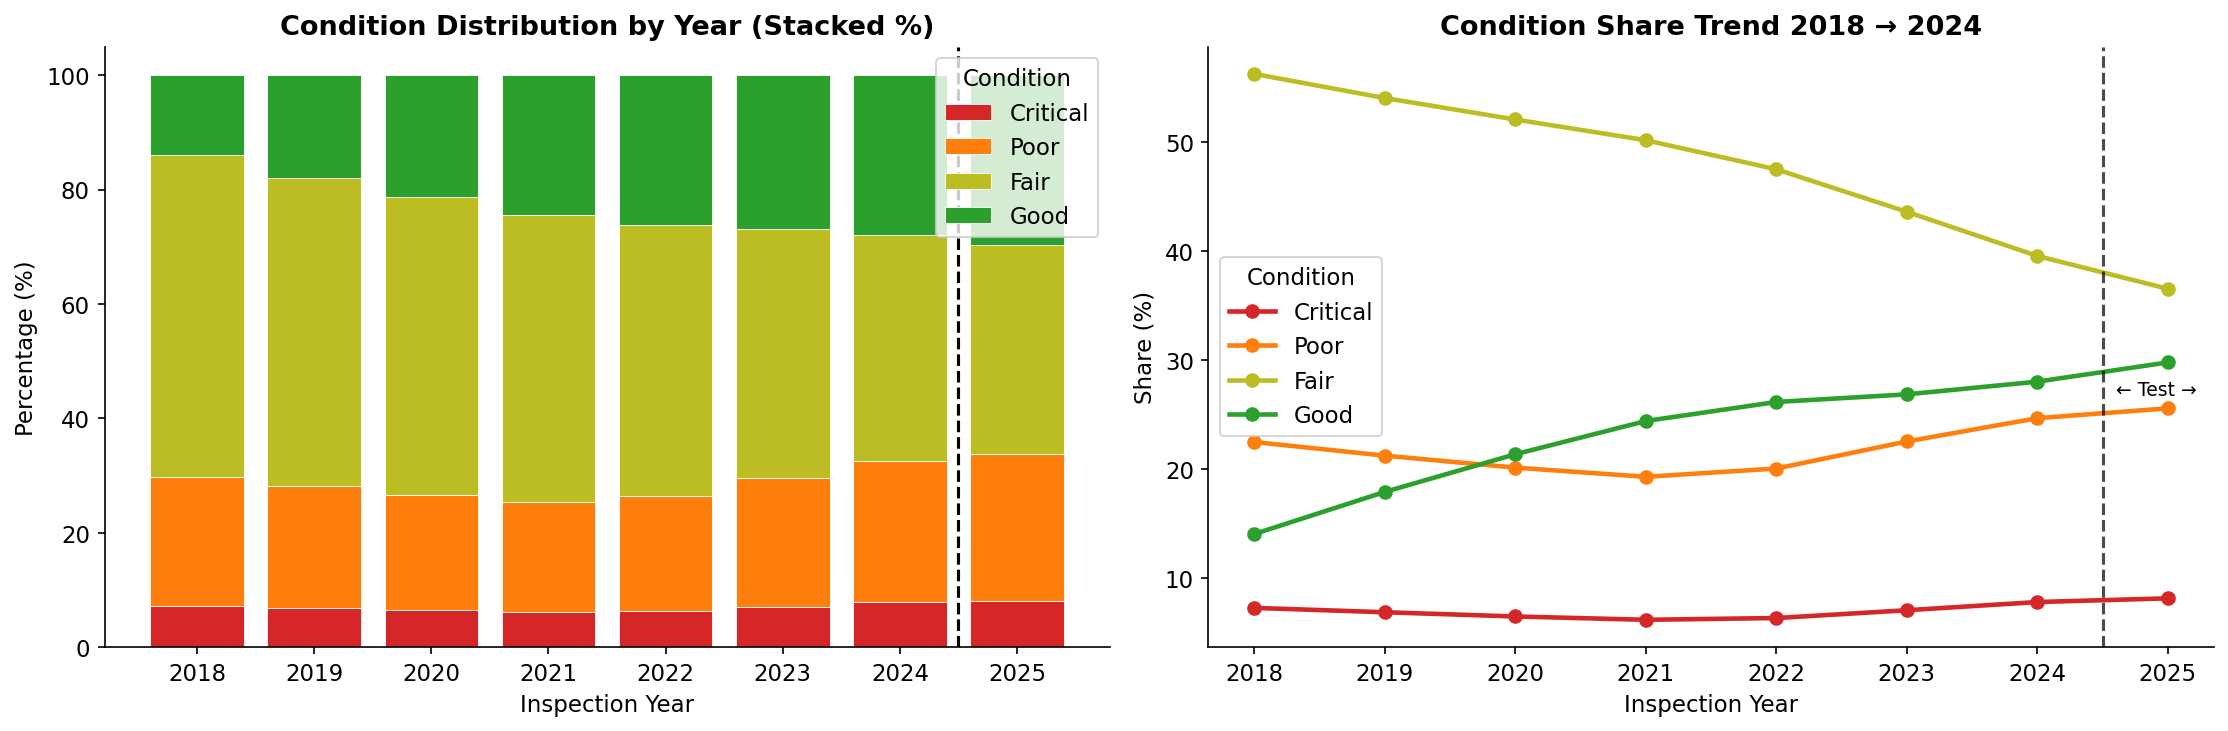 Condition Distribution by Year (Stacked %)
Percentage (%)
100
80
60
40
20
0
2018 2019 2020 2021 2022 2023 2024 2025
Inspection Year
Condition
Critical
Poor
Fair
Good
Condition Share Trend 2018 → 2024
Share (%)
50
40
30
20
10
2018 2019 2020 2021 2022 2023 2024 2025
Inspection Year
Condition
Critical
Poor
Fair
Good
← Test →